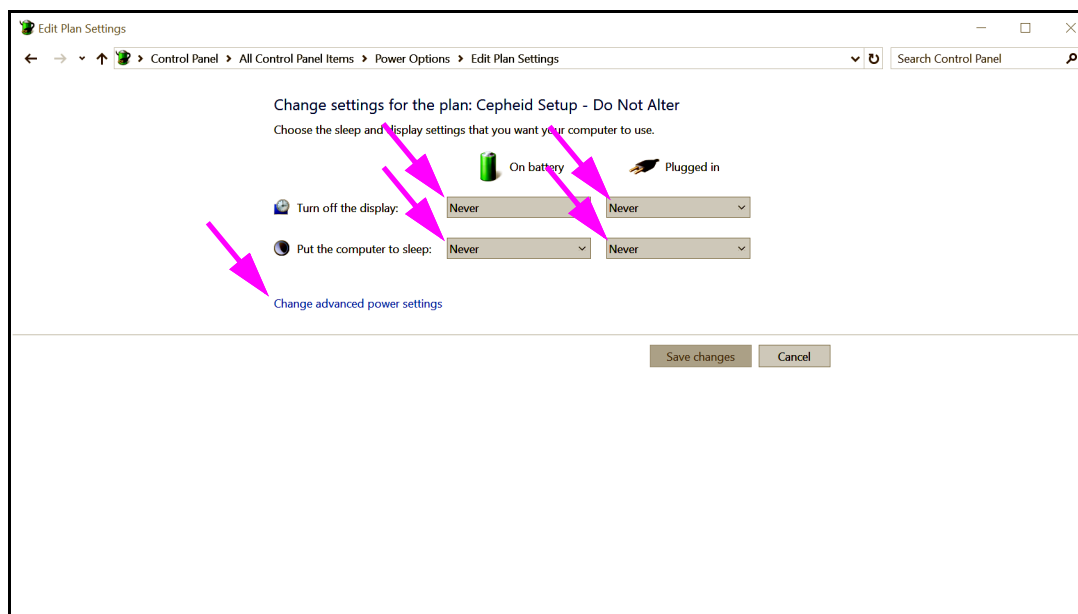 Edit Plan Settings
Control Panel > All Control Panel Items > Power Options > Edit Plan Settings
Search Control Panel
Change settings for the plan: Cepheid Setup - Do Not Alter
Choose the sleep and display settings that you want your computer to use.
On battery
Plugged in
Turn off the display: Never Never
Put the computer to sleep: Never Never
Change advanced power settings
Save changes Cancel